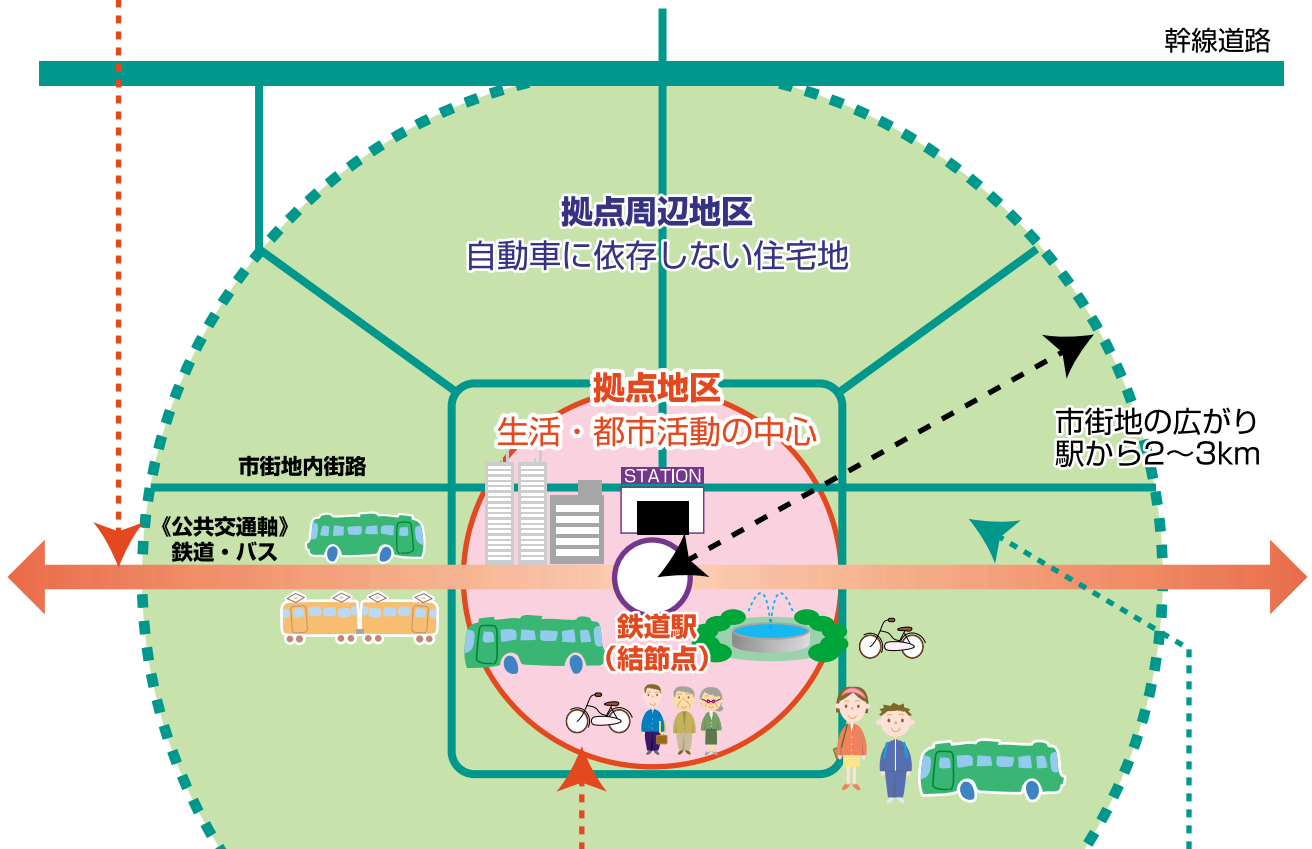 幹線道路
拠点周辺地区
自動車に依存しない住宅地
拠点地区
生活・都市活動の中心
市街地の広がり
駅から2〜3km
市街地内街路
STATION
《公共交通軸》
鉄道・バス
鉄道駅
（結節点）